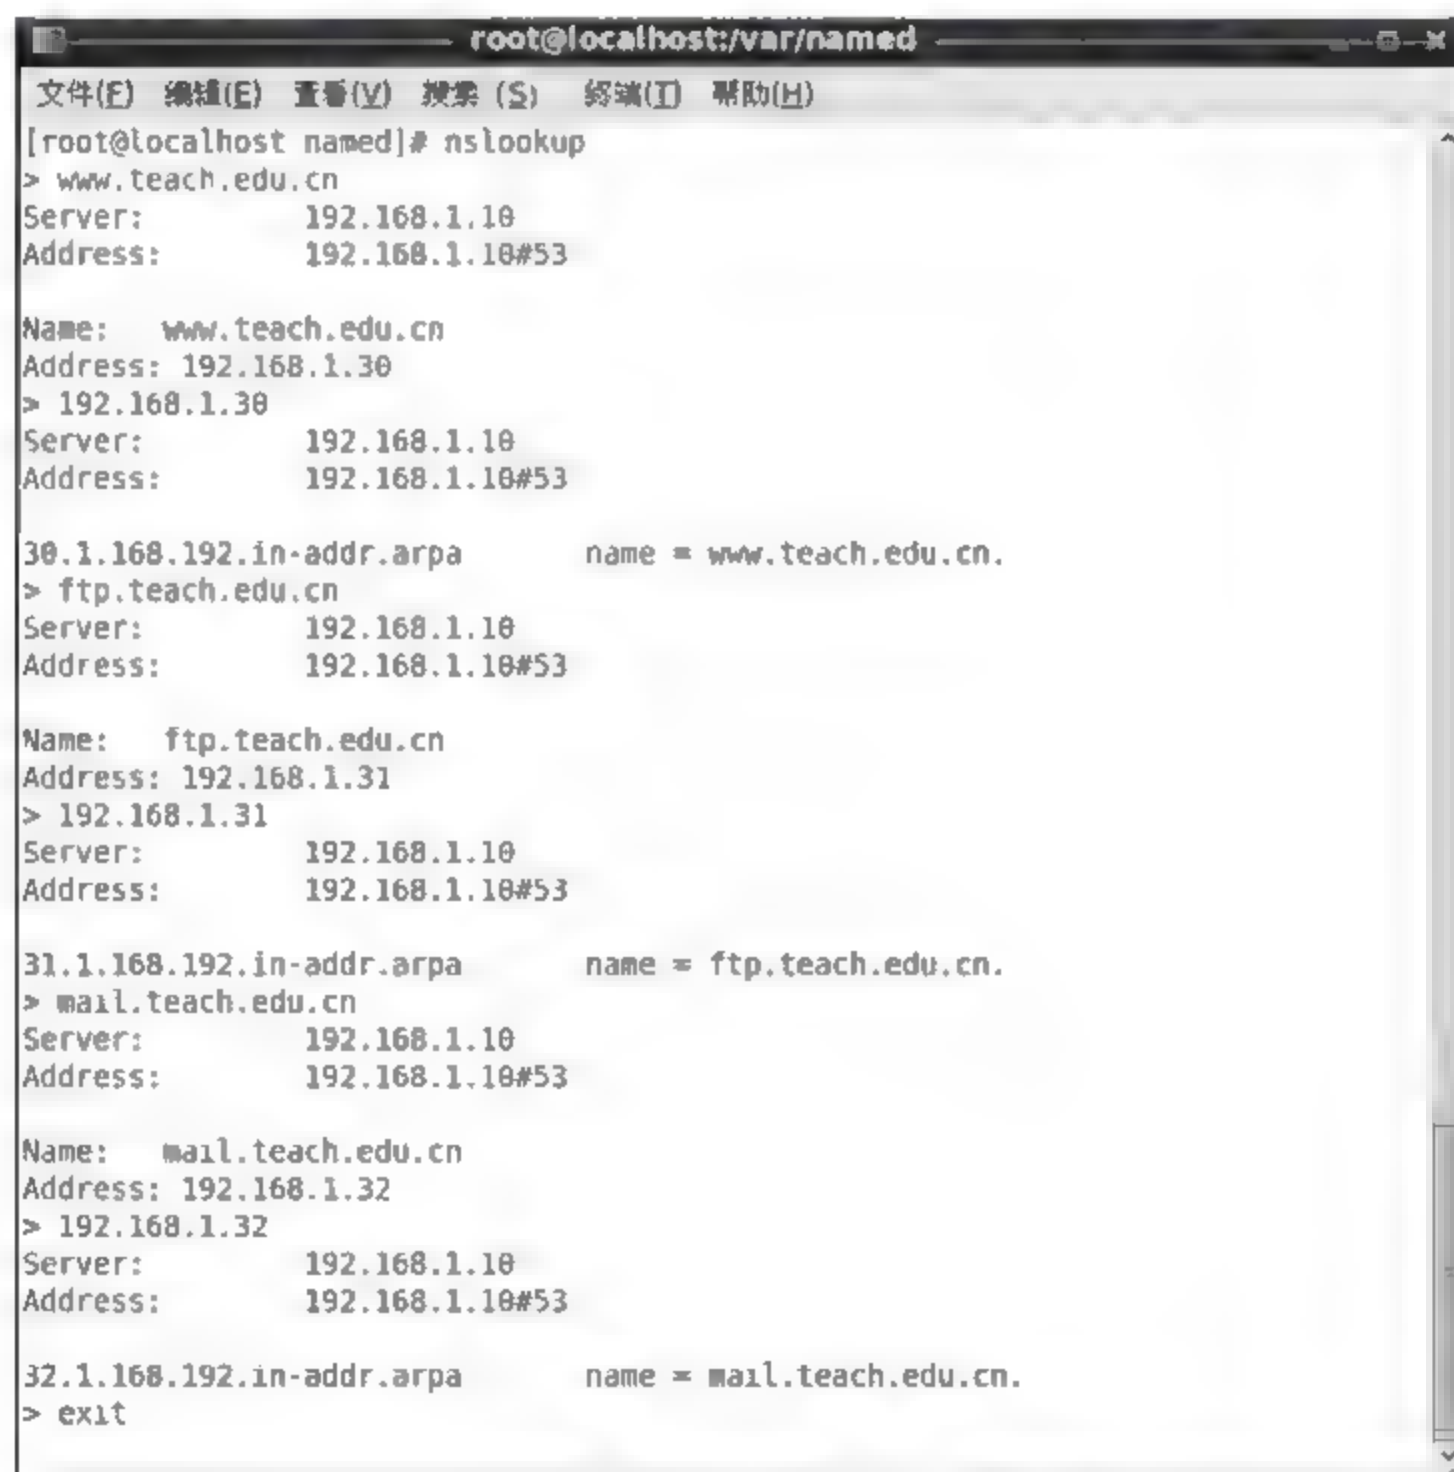 root@localhost:/var/named
文件(F) 编辑(E) 查看(V) 搜索 (S) 终端(T) 帮助(H)
[root@localhost named]# nslookup
> www.teach.edu.cn
Server: 192.168.1.10
Address: 192.168.1.10#53
Name: www.teach.edu.cn
Address: 192.168.1.30
> 192.168.1.30
Server: 192.168.1.10
Address: 192.168.1.10#53
30.1.168.192.in-addr.arpa name = www.teach.edu.cn.
> ftp.teach.edu.cn
Server: 192.168.1.10
Address: 192.168.1.10#53
Name: ftp.teach.edu.cn
Address: 192.168.1.31
> 192.168.1.31
Server: 192.168.1.10
Address: 192.168.1.10#53
31.1.168.192.in-addr.arpa name = ftp.teach.edu.cn.
> mail.teach.edu.cn
Server: 192.168.1.10
Address: 192.168.1.10#53
Name: mail.teach.edu.cn
Address: 192.168.1.32
> 192.168.1.32
Server: 192.168.1.10
Address: 192.168.1.10#53
32.1.168.192.in-addr.arpa name = mail.teach.edu.cn.
> exit